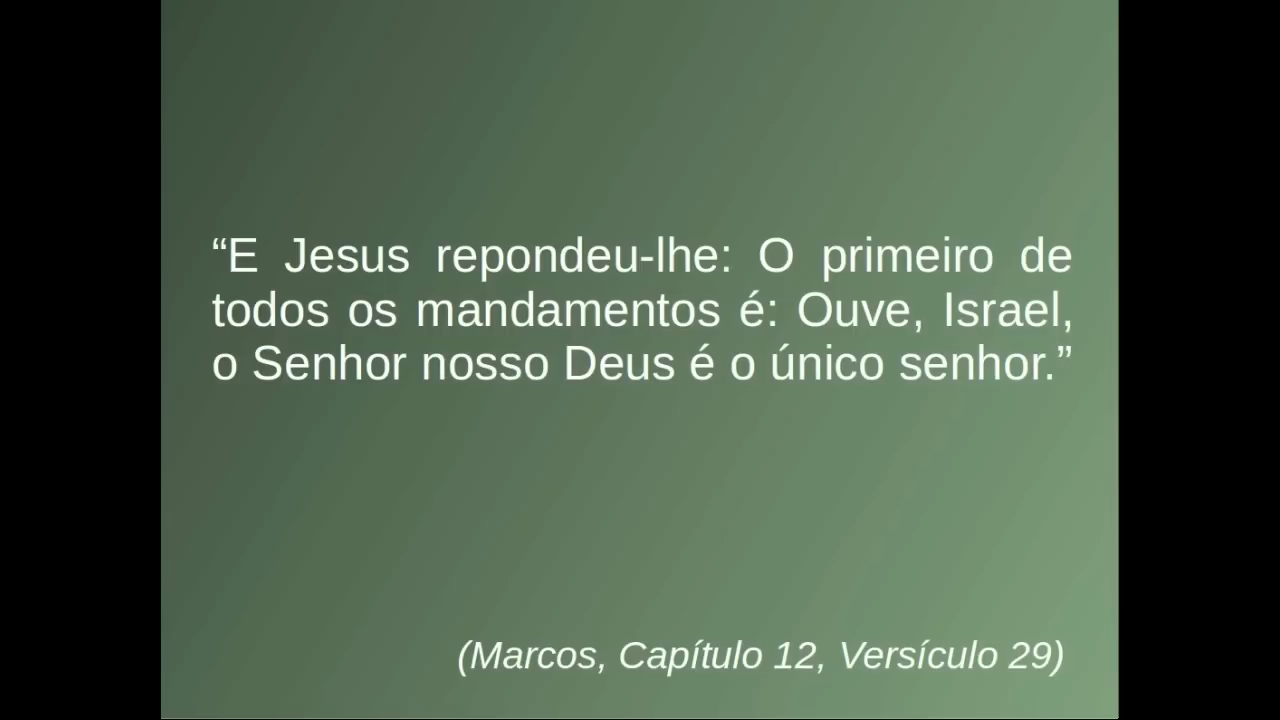 “E Jesus repondeu-lhe: O primeiro de
todos os mandamentos é: Ouve, Israel,
o Senhor nosso Deus é o único senhor.”
(Marcos, Capítulo 12, Versículo 29)